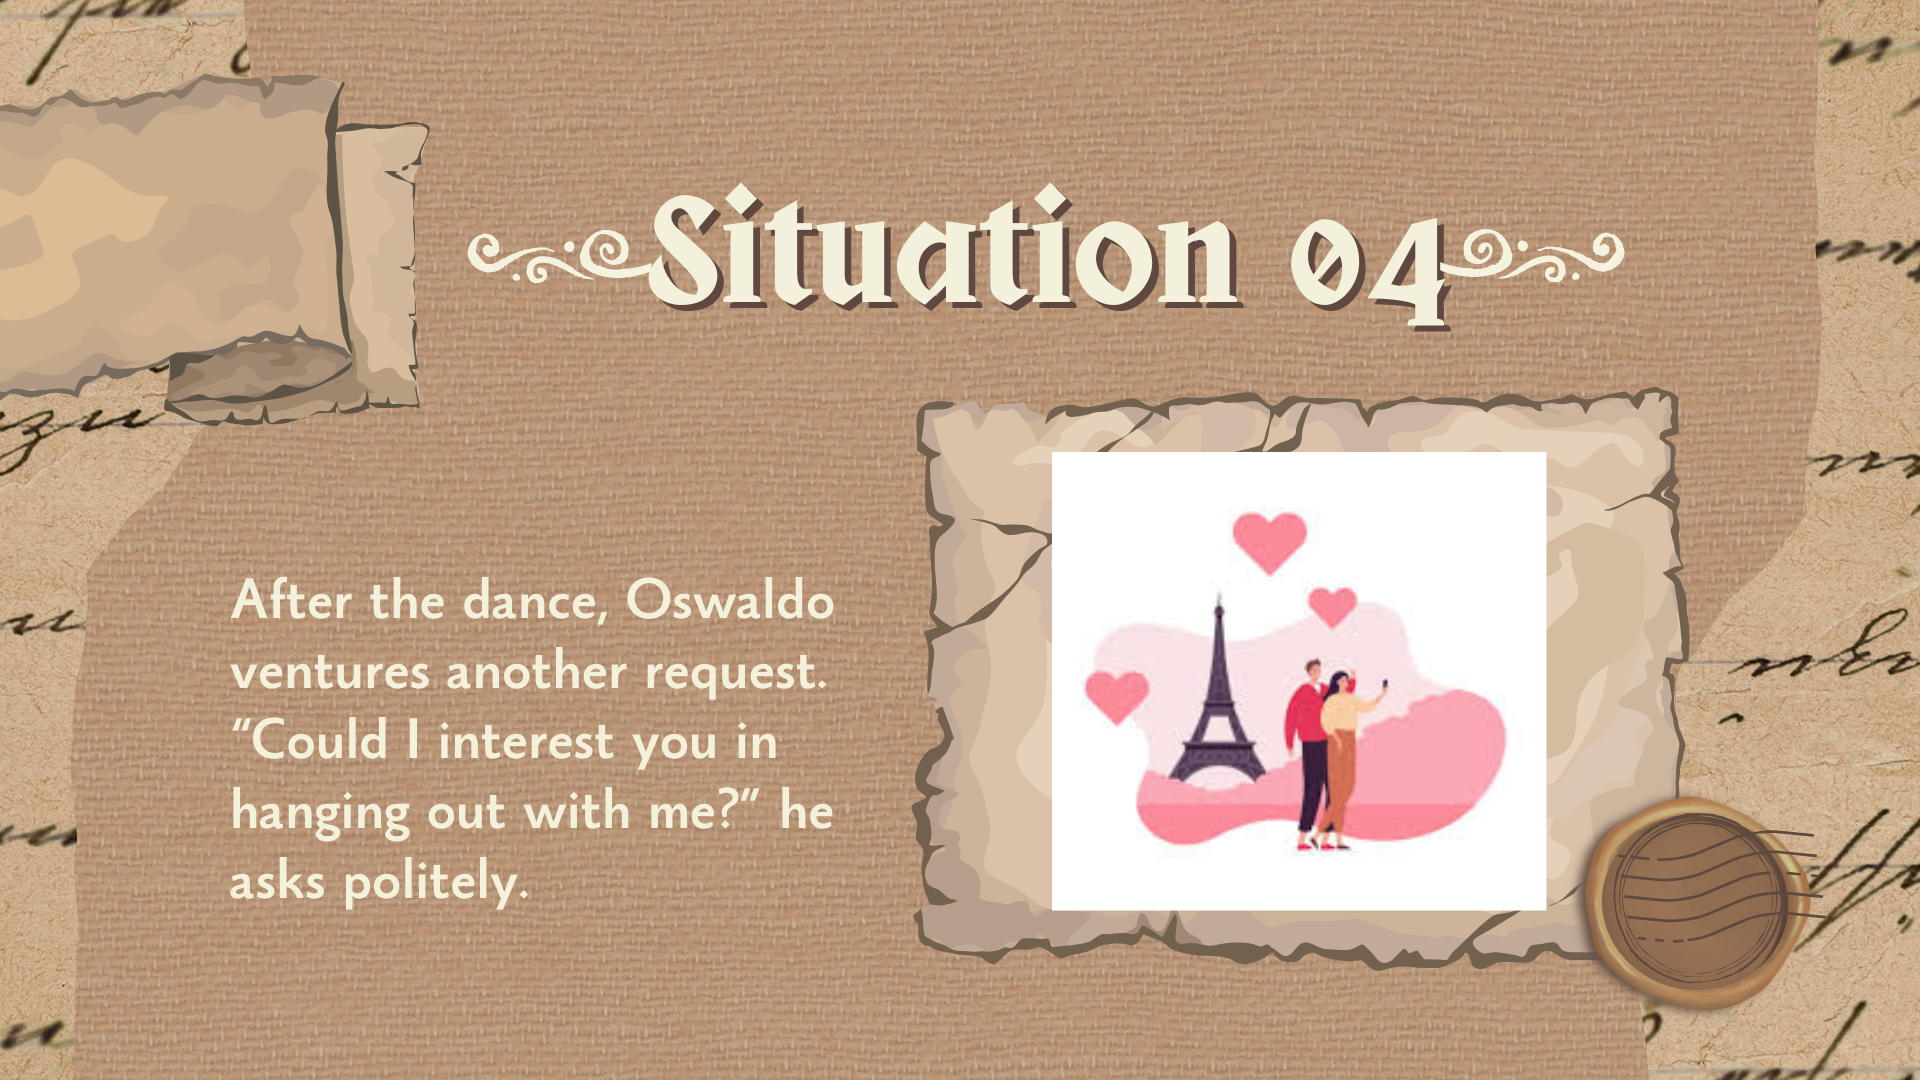 Situation 04
After the dance, Oswaldo
ventures another request.
“Could I interest you in
hanging out with me?” he
asks politely.